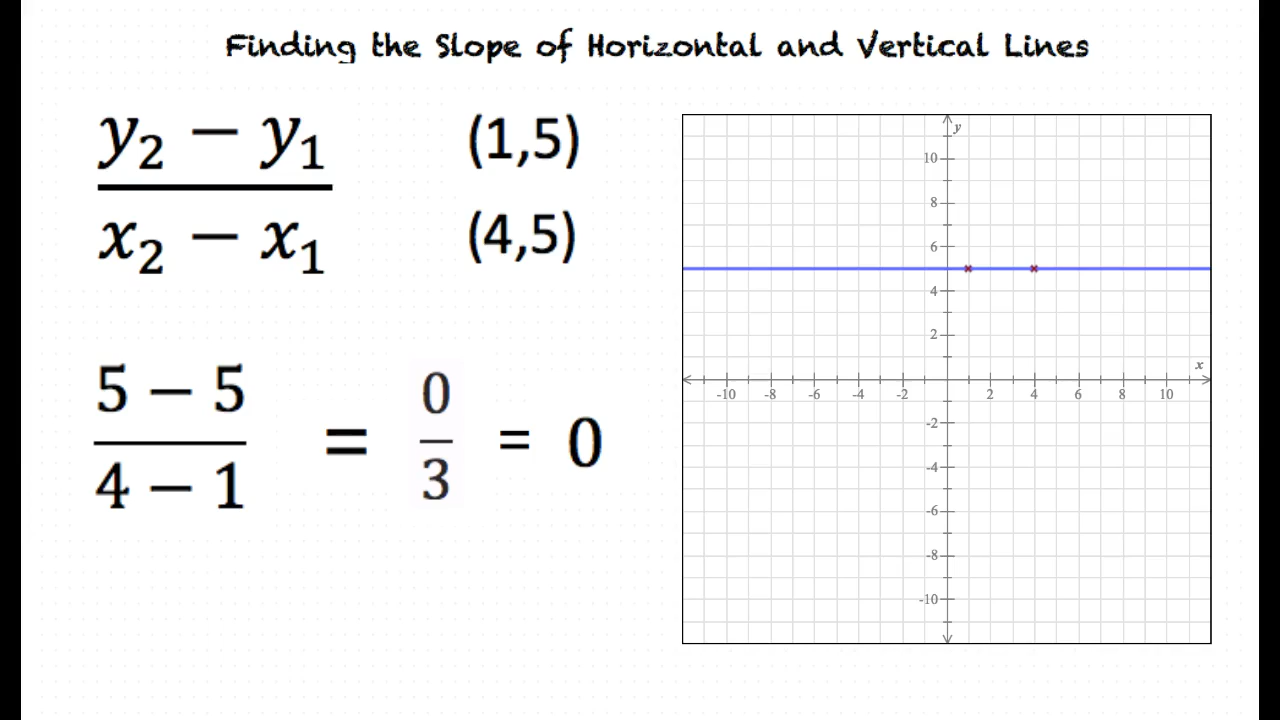 Finding the Slope of Horizontal and Vertical Lines
y₂ − y₁
x₂ − x₁
(1,5)
(4,5)
5 − 5
4 − 1
=
0
3
= 0
y
10
8
6
4
2
x
-10 -8 -6 -4 -2 2 4 6 8 10
-2
-4
-6
-8
-10